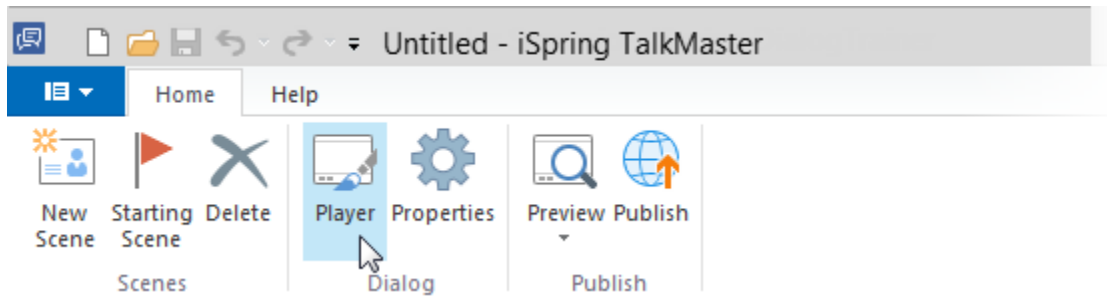 Untitled - iSpring TalkMaster
Home Help
New Scene Starting Scene Delete
Scenes
Player Properties
Dialog
Preview Publish
Publish